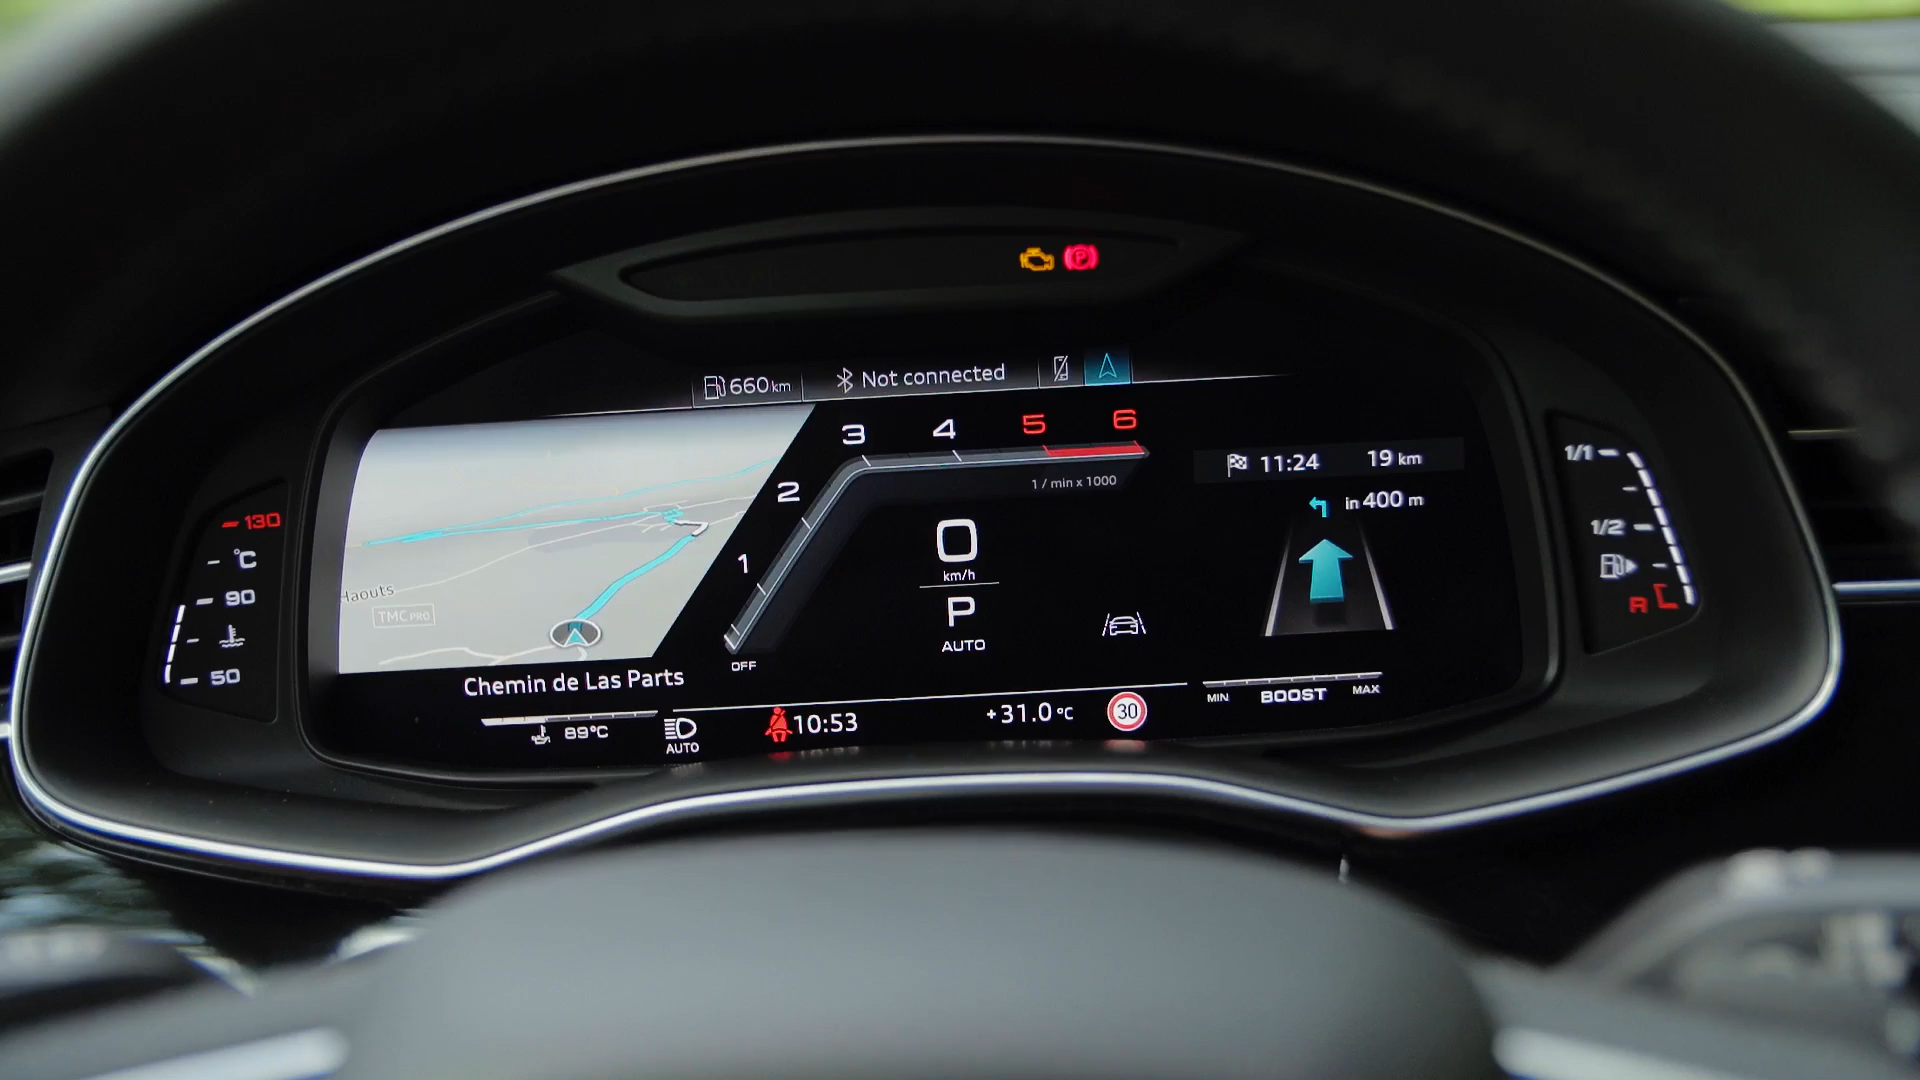 P
660 km
Not connected
3 4 5 6
2
1
OFF
1 / min x 1000
0
km/h
P
AUTO
11:24 19 km
in 400 m
Haouts
TMC PRO
Chemin de Las Parts
89°C
AUTO
10:53
+31.0 °C
30
MIN BOOST MAX
130
°C
90
50
1/1
1/2
R